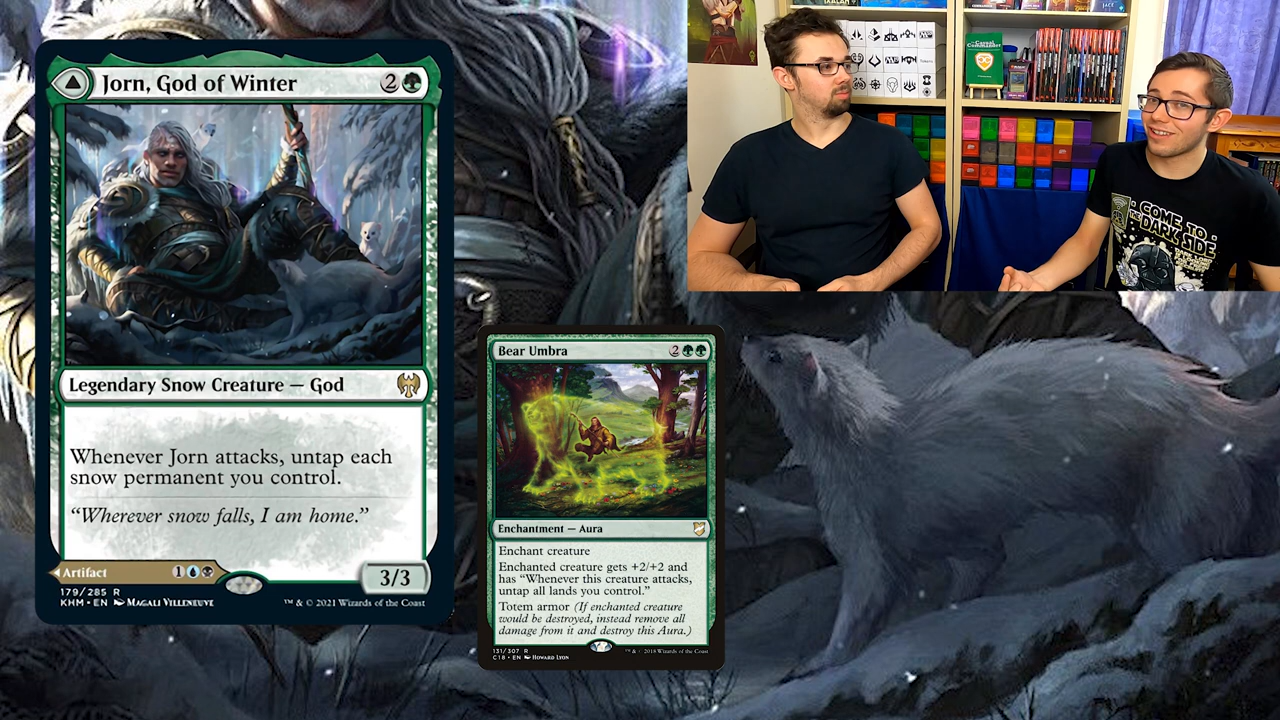 Jorn, God of Winter
2
Legendary Snow Creature — God
Whenever Jorn attacks, untap each
snow permanent you control.
“Wherever snow falls, I am home.”
Artifact
1
3/3
179/285 R
KHM • EN MAGALI VILLENEUVE
™ & © 2021 Wizards of the Coast
Bear Umbra
2
Enchantment — Aura
Enchant creature
Enchanted creature gets +2/+2 and
has “Whenever this creature attacks,
untap all lands you control.”
Totem armor (If enchanted creature
would be destroyed, instead remove all
damage from it and destroy this Aura.)
131/307 R
C18 • EN HOWARD LYON
™ & © 2018 Wizards of the Coast
COME TO
THE DARK SIDE